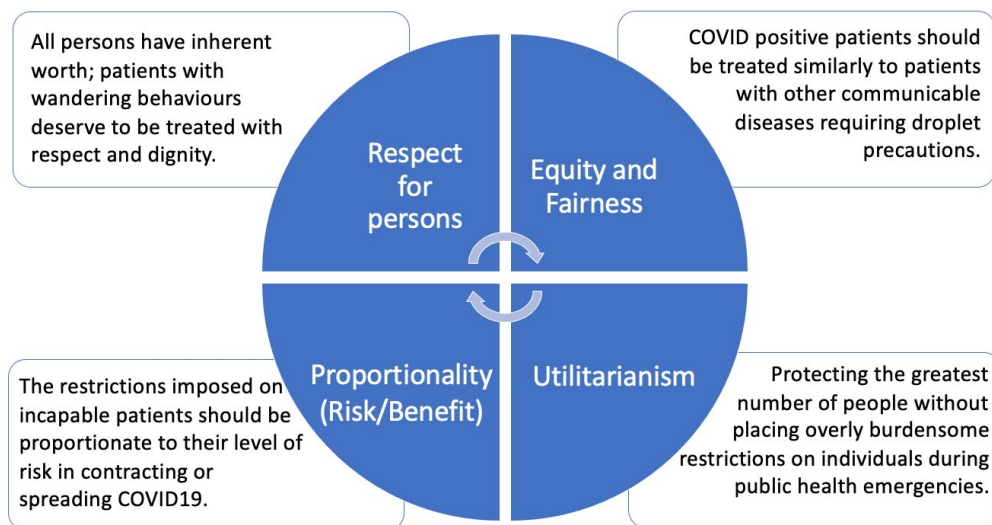 All persons have inherent
worth; patients with
wandering behaviours
deserve to be treated with
respect and dignity.
COVID positive patients should
be treated similarly to patients
with other communicable
diseases requiring droplet
precautions.
Respect
for
persons
Equity and
Fairness
Proportionality
(Risk/Benefit)
Utilitarianism
The restrictions imposed on
incapable patients should be
proportionate to their level of
risk in contracting or
spreading COVID19.
Protecting the greatest
number of people without
placing overly burdensome
restrictions on individuals during
public health emergencies.